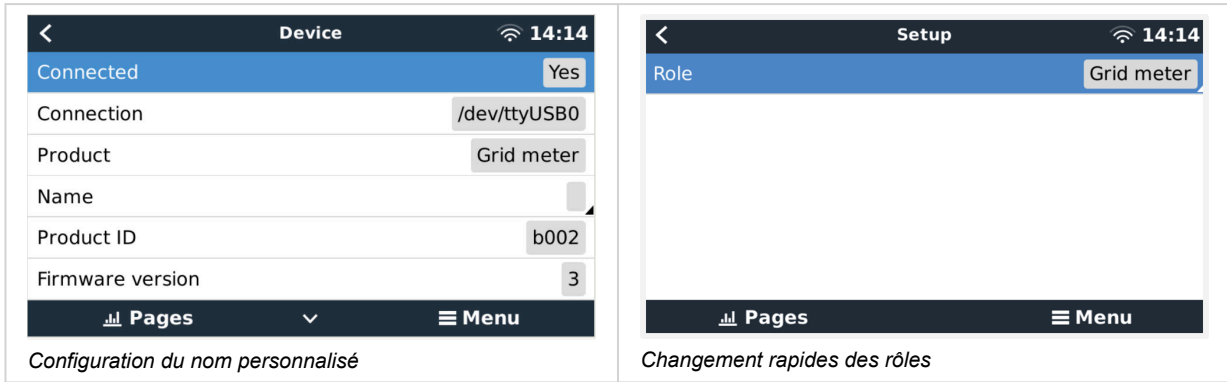 Device 14:14
Connected Yes
Connection /dev/ttyUSB0
Product Grid meter
Name
Product ID b002
Firmware version 3
Pages Menu
Configuration du nom personnalisé
Setup 14:14
Role Grid meter
Pages Menu
Changement rapides des rôles